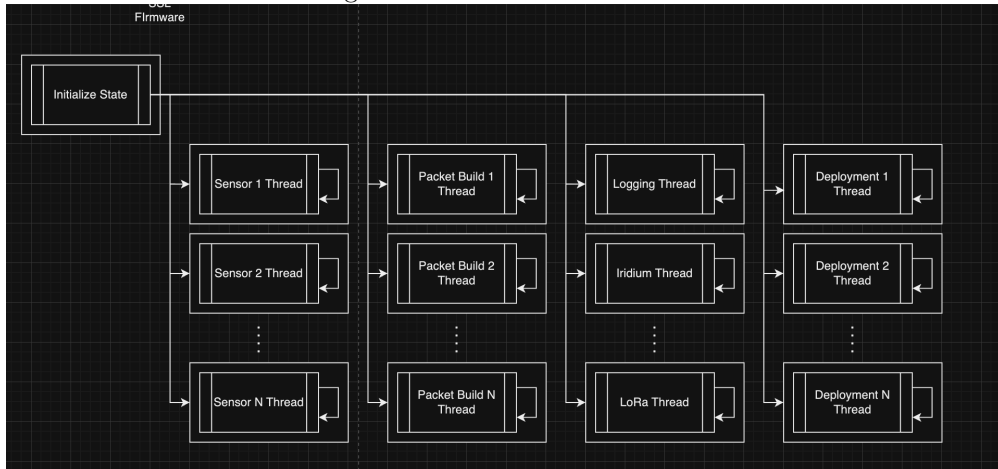 FIrmware
Initialize State
Sensor 1 Thread
Packet Build 1
Thread
Logging Thread
Deployment 1
Thread
Sensor 2 Thread
Packet Build 2
Thread
Iridium Thread
Deployment 2
Thread
Sensor N Thread
Packet Build N
Thread
LoRa Thread
Deployment N
Thread